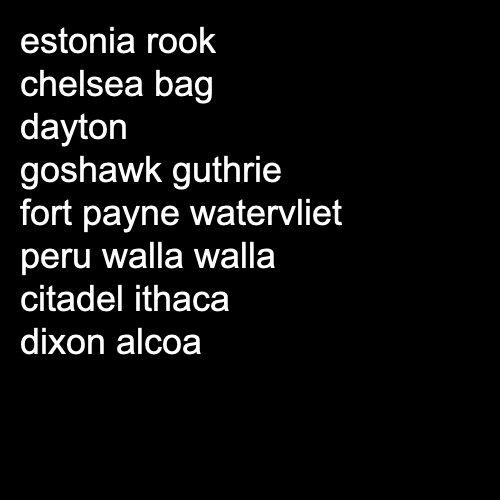 estonia rook
chelsea bag
dayton
goshawk guthrie
fort payne watervliet
peru walla walla
citadel ithaca
dixon alcoa